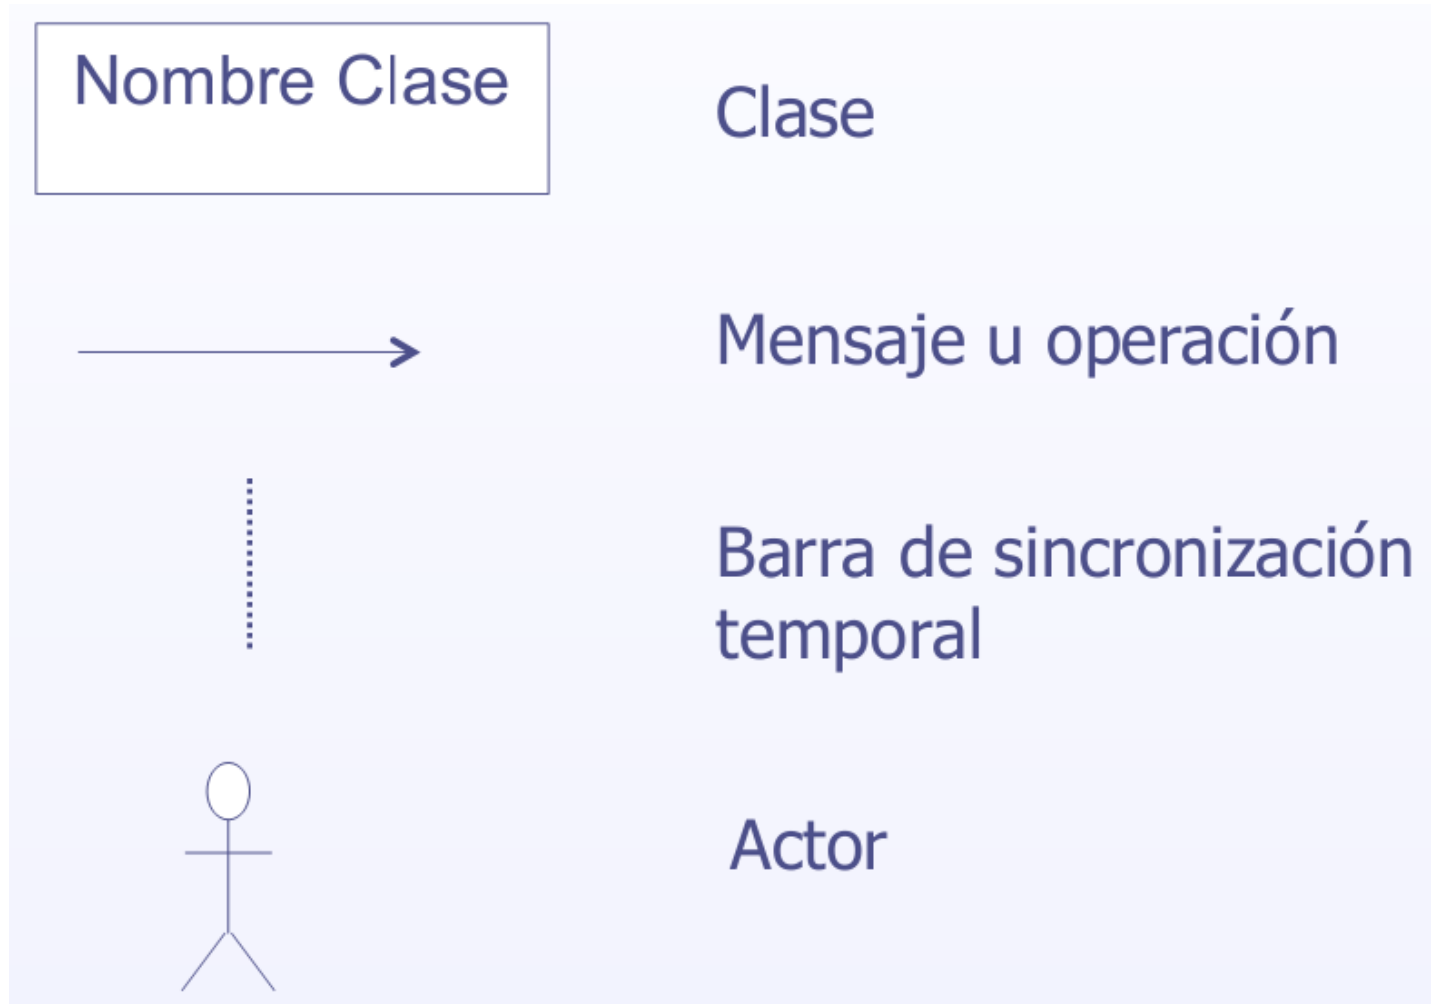 Nombre Clase
Clase
Mensaje u operación
Barra de sincronización
temporal
Actor